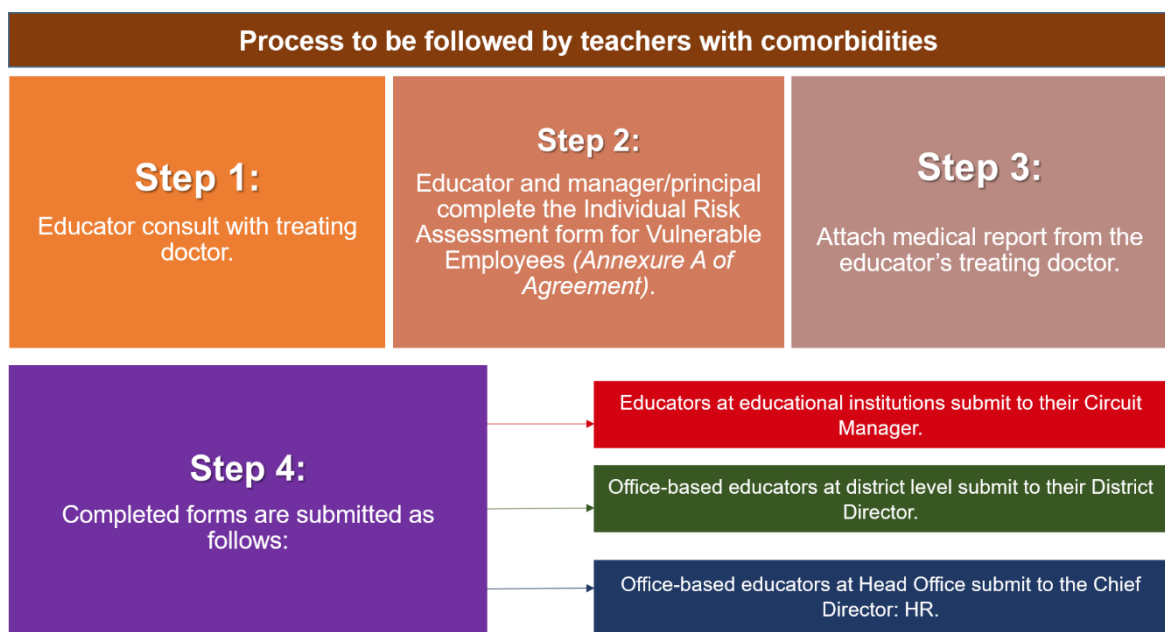 Process to be followed by teachers with comorbidities
Step 1:
Educator consult with treating
doctor.
Step 2:
Educator and manager/principal
complete the Individual Risk
Assessment form for Vulnerable
Employees (Annexure A of
Agreement).
Step 3:
Attach medical report from the
educator’s treating doctor.
Step 4:
Completed forms are submitted as
follows:
Educators at educational institutions submit to their Circuit
Manager.
Office-based educators at district level submit to their District
Director.
Office-based educators at Head Office submit to the Chief
Director: HR.